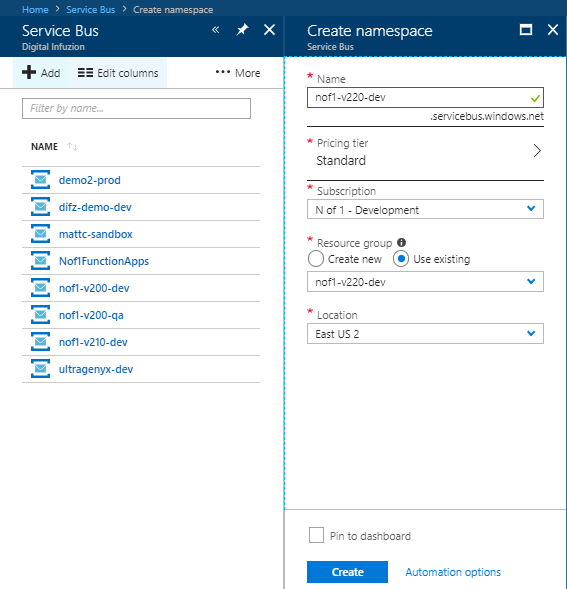 Home > Service Bus > Create namespace
Service Bus
Digital Infuzion
Add Edit columns More
Filter by name...
NAME
demo2-prod
difz-demo-dev
mattc-sandbox
Nof1FunctionApps
nof1-v200-dev
nof1-v200-qa
nof1-v210-dev
ultragenyx-dev
Create namespace
Service Bus
* Name
nof1-v220-dev
.servicebus.windows.net
* Pricing tier
Standard
* Subscription
N of 1 - Development
* Resource group
Create new Use existing
nof1-v220-dev
* Location
East US 2
Pin to dashboard
Create Automation options